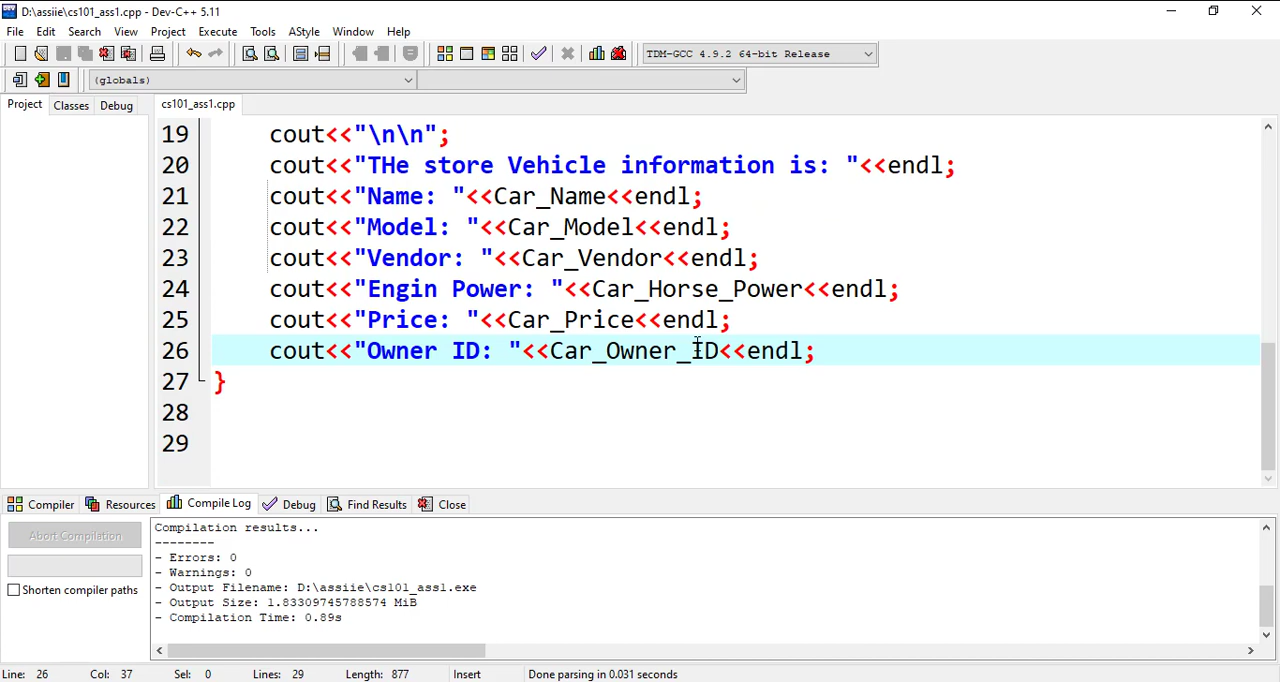 D:\assiie\cs101_ass1.cpp - Dev-C++ 5.11
File Edit Search View Project Execute Tools AStyle Window Help
TDM-GCC 4.9.2 64-bit Release
(globals)
Project Classes Debug cs101_ass1.cpp
19 cout<<"\n\n";
20 cout<<"THe store Vehicle information is: "<<endl;
21 cout<<"Name: "<<Car_Name<<endl;
22 cout<<"Model: "<<Car_Model<<endl;
23 cout<<"Vendor: "<<Car_Vendor<<endl;
24 cout<<"Engin Power: "<<Car_Horse_Power<<endl;
25 cout<<"Price: "<<Car_Price<<endl;
26 cout<<"Owner ID: "<<Car_Owner_ID<<endl;
27 }
28
29
Compiler Resources Compile Log Debug Find Results Close
Abort Compilation
Shorten compiler paths
Compilation results...
--------
- Errors: 0
- Warnings: 0
- Output Filename: D:\assiie\cs101_ass1.exe
- Output Size: 1.83309745788574 MiB
- Compilation Time: 0.89s
Line: 26 Col: 37 Sel: 0 Lines: 29 Length: 877 Insert Done parsing in 0.031 seconds